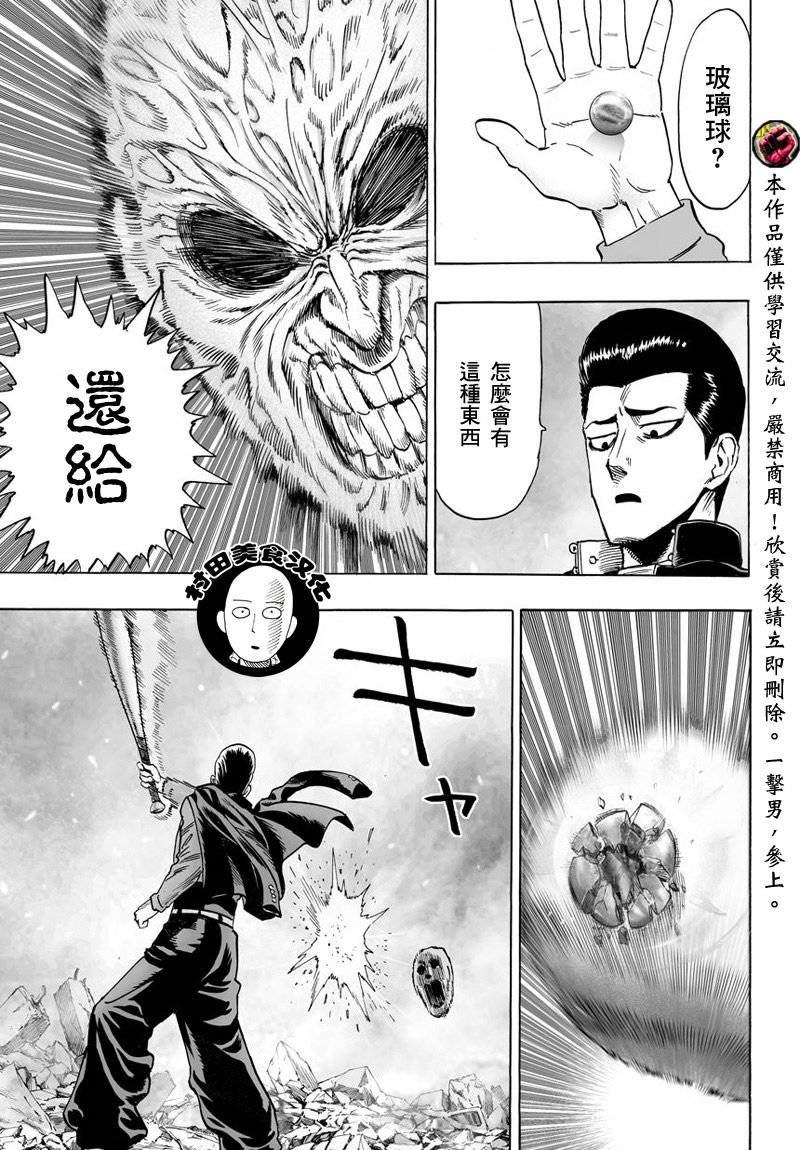 玻璃球?
怎麼會有
這種東西
還給
村田美食汉化
キャ
本作品僅供學習交流，嚴禁商用！欣賞後請立即刪除。一擊男，參上。